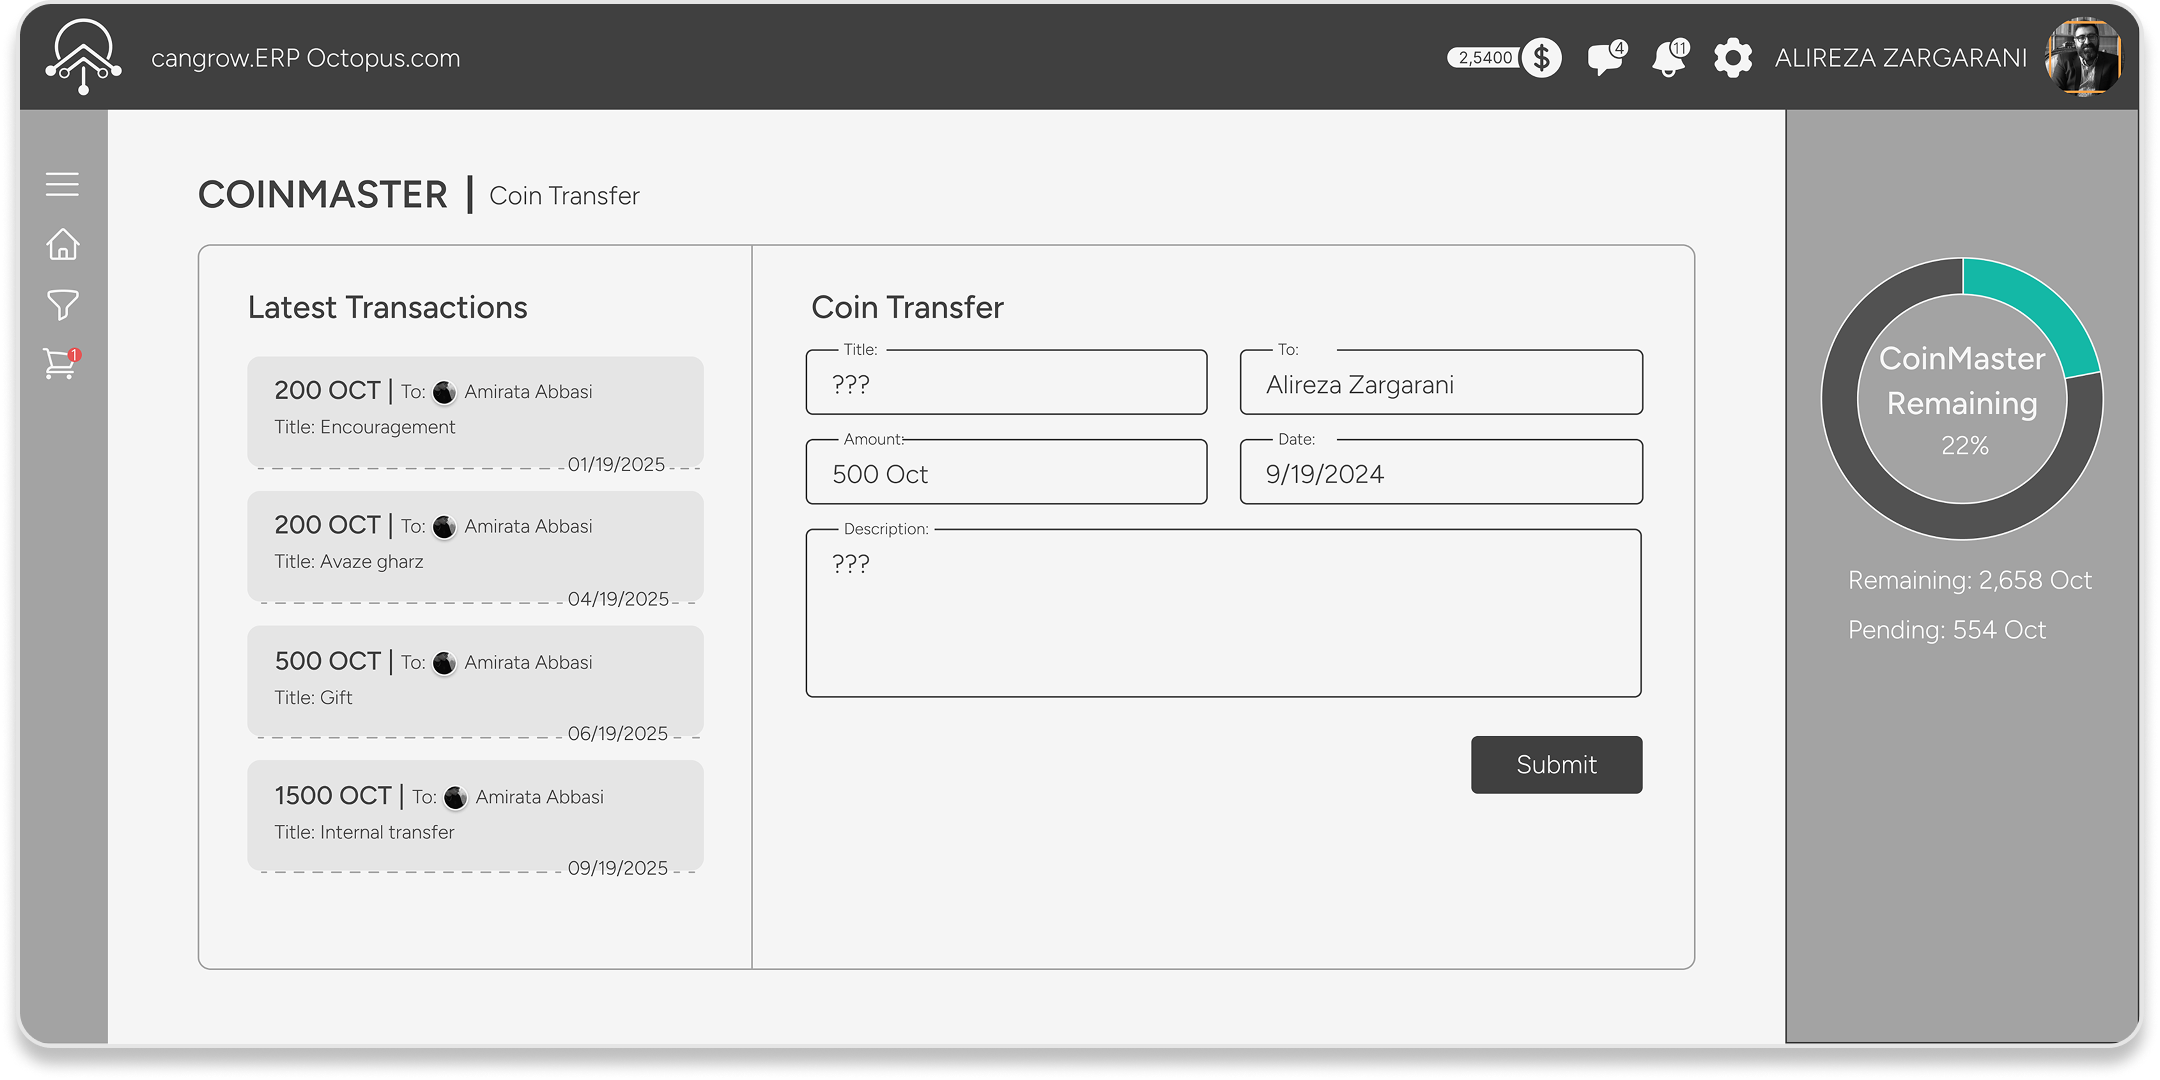 cangrow.ERP Octopus.com
2,5400 $
4
11
ALIREZA ZARGARANI
1
COINMASTER | Coin Transfer
Latest Transactions
200 OCT | To: Amirata Abbasi
Title: Encouragement
01/19/2025
200 OCT | To: Amirata Abbasi
Title: Avaze gharz
04/19/2025
500 OCT | To: Amirata Abbasi
Title: Gift
06/19/2025
1500 OCT | To: Amirata Abbasi
Title: Internal transfer
09/19/2025
Coin Transfer
Title:
???
To:
Alireza Zargarani
Amount:
500 Oct
Date:
9/19/2024
Description:
???
Submit
CoinMaster
Remaining
22%
Remaining: 2,658 Oct
Pending: 554 Oct